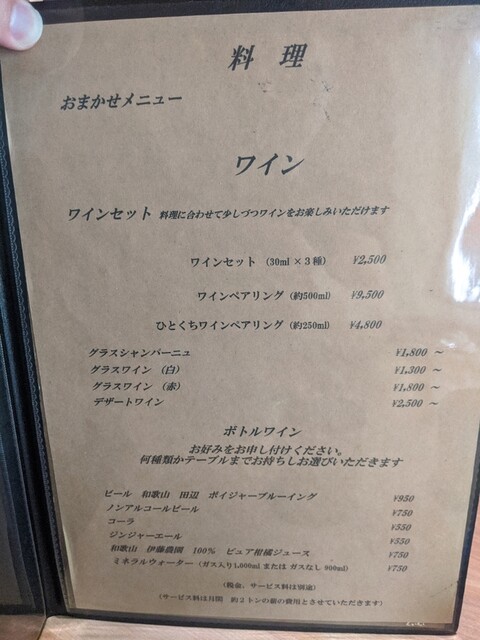 料 理
おまかせメニュー
ワイン
ワインセット 料理に合わせて少しづつワインをお楽しみいただけます
ワインセット (30ml × 3種) ¥2,500
ワインペアリング (約500ml) ¥9,500
ひとくちワインペアリング (約250ml) ¥4,800
グラスシャンパーニュ ¥1,800 ～
グラスワイン (白) ¥1,300 ～
グラスワイン (赤) ¥1,800 ～
デザートワイン ¥2,500 ～
ボトルワイン
お好みをお申し付けください。
何種類かテーブルまでお持ちしお選びいただきます
ビール 和歌山 田辺 ボイジャーブルーイング ¥950
ノンアルコールビール ¥750
コーラ ¥550
ジンジャーエール ¥550
和歌山 伊藤農園 100% ピュア柑橘ジュース ¥750
ミネラルウォーター (ガス入り1,000ml または ガスなし 800ml) ¥750
(税金、サービス料は別途)
(サービス料は月間 約2トンの薪の費用とさせていただきます)